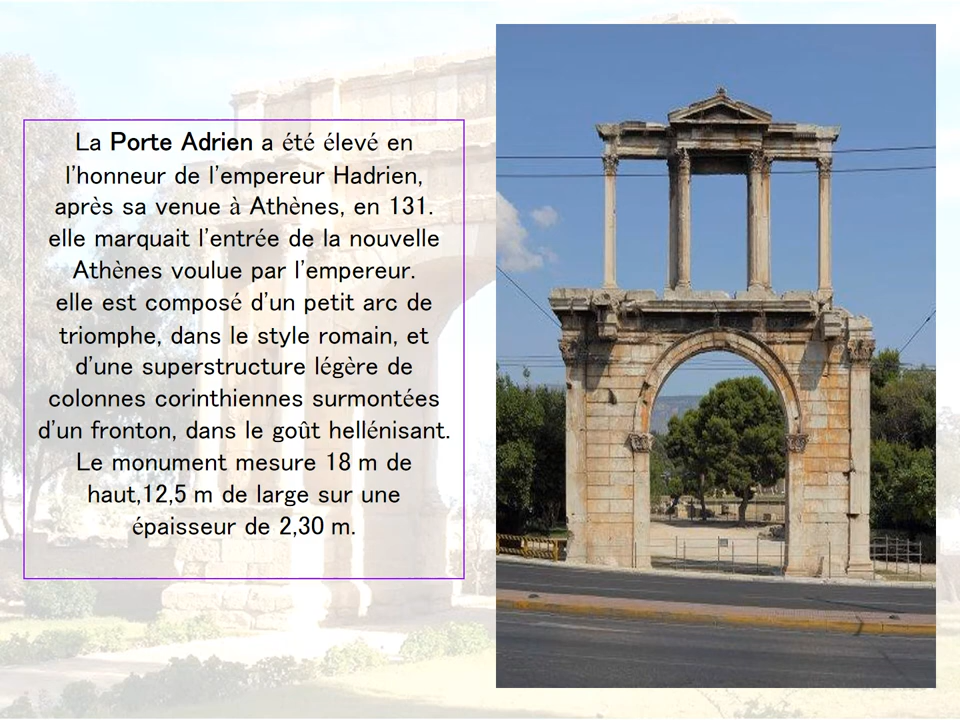 La Porte Adrien a été élevé en
l'honneur de l'empereur Hadrien,
après sa venue à Athènes, en 131.
elle marquait l'entrée de la nouvelle
Athènes voulue par l'empereur.
elle est composé d'un petit arc de
triomphe, dans le style romain, et
d'une superstructure légère de
colonnes corinthiennes surmontées
d'un fronton, dans le goût hellénisant.
Le monument mesure 18 m de
haut,12,5 m de large sur une
épaisseur de 2,30 m.